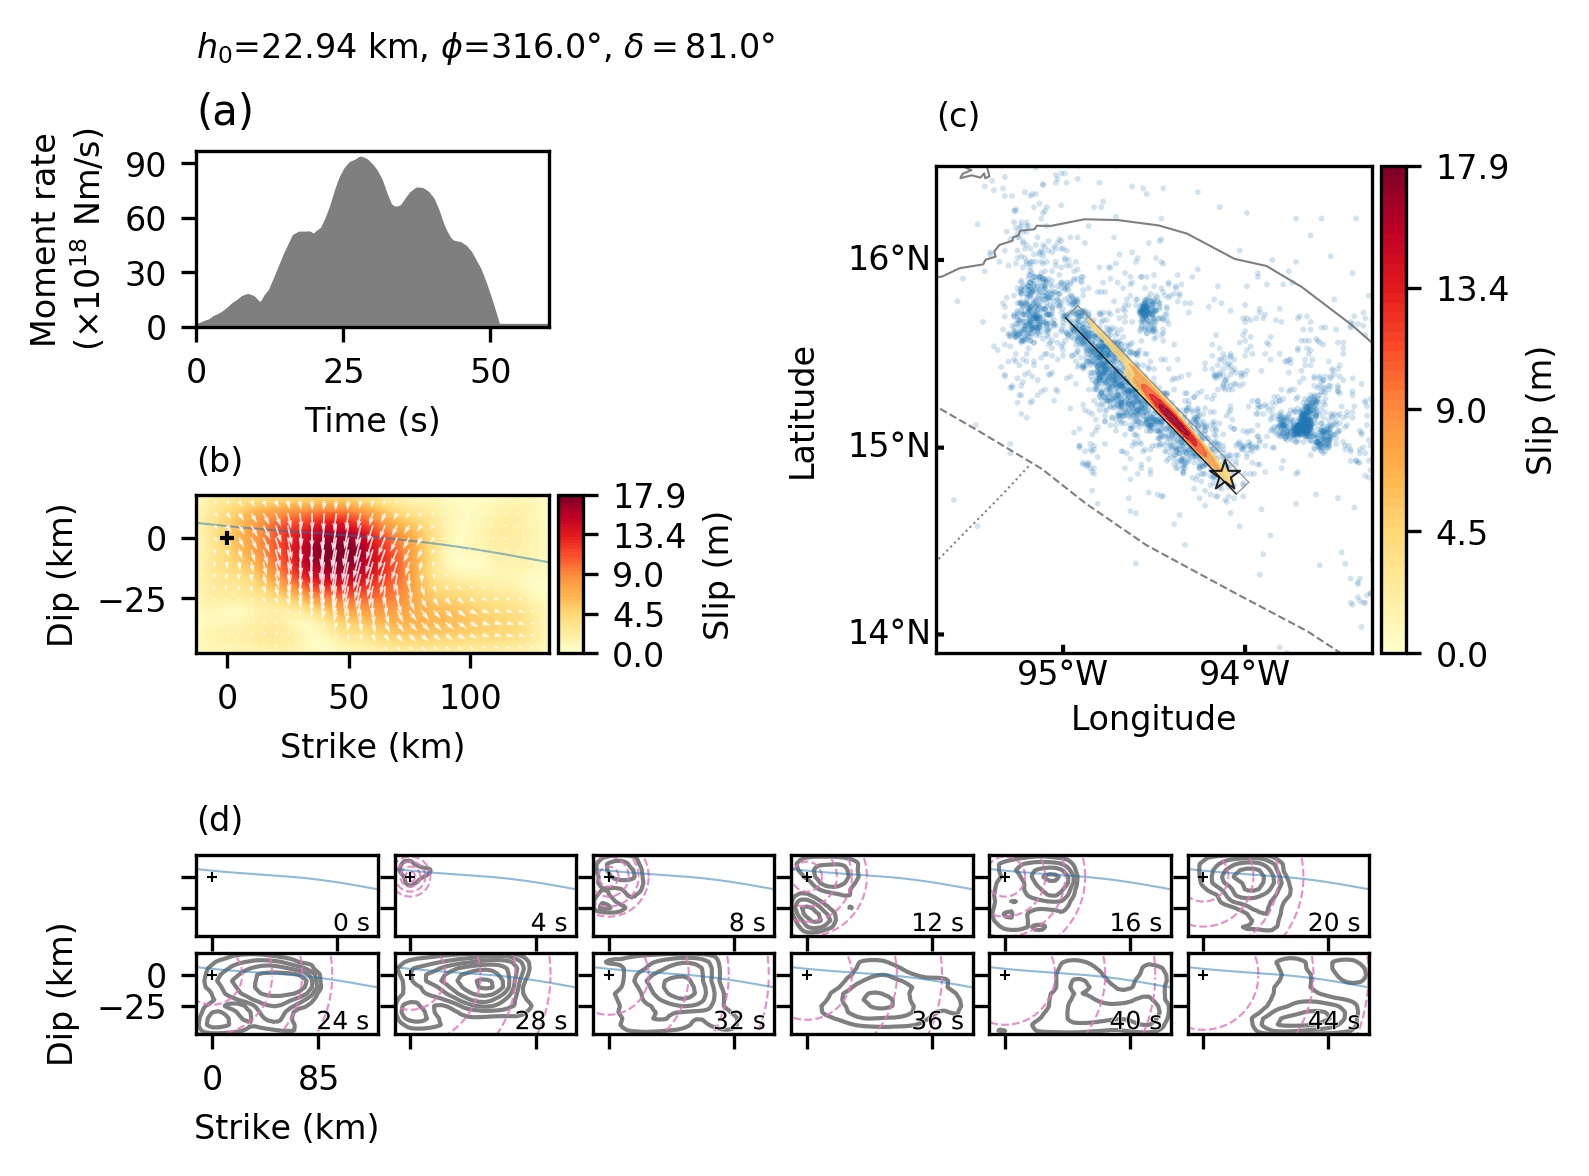 h₀=22.94 km, ϕ=316.0°, δ = 81.0°
(a)
Moment rate
(×10¹⁸ Nm/s)
90
60
30
0
0 25 50
Time (s)
(b)
Dip (km)
0
−25
0 50 100
Strike (km)
17.9
13.4
9.0
4.5
0.0
Slip (m)
(c)
Latitude
16°N
15°N
14°N
95°W 94°W
Longitude
17.9
13.4
9.0
4.5
0.0
Slip (m)
(d)
Dip (km)
0 s 4 s 8 s 12 s 16 s 20 s
0
−25
24 s 28 s 32 s 36 s 40 s 44 s
0 85
Strike (km)